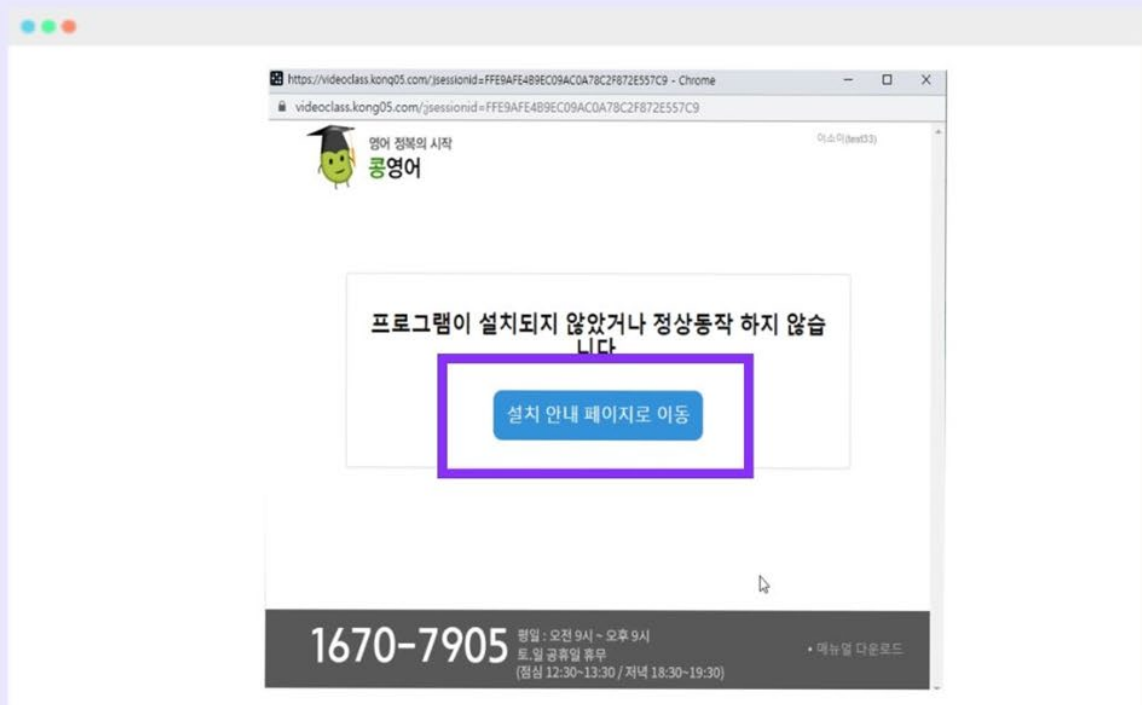 https://videoclass.kong05.com/;jsessionid=FFE9AFE4B9EC09AC0A78C2F872E557C9 - Chrome
videoclass.kong05.com/;jsessionid=FFE9AFE4B9EC09AC0A78C2F872E557C9
영어 정복의 시작
이소미(test33)
콩영어
프로그램이 설치되지 않았거나 정상동작 하지 않습
니다
설치 안내 페이지로 이동
1670-7905
평일 : 오전 9시 ~ 오후 9시
토.일 공휴일 휴무
(점심 12:30~13:30 / 저녁 18:30~19:30)
• 매뉴얼 다운로드